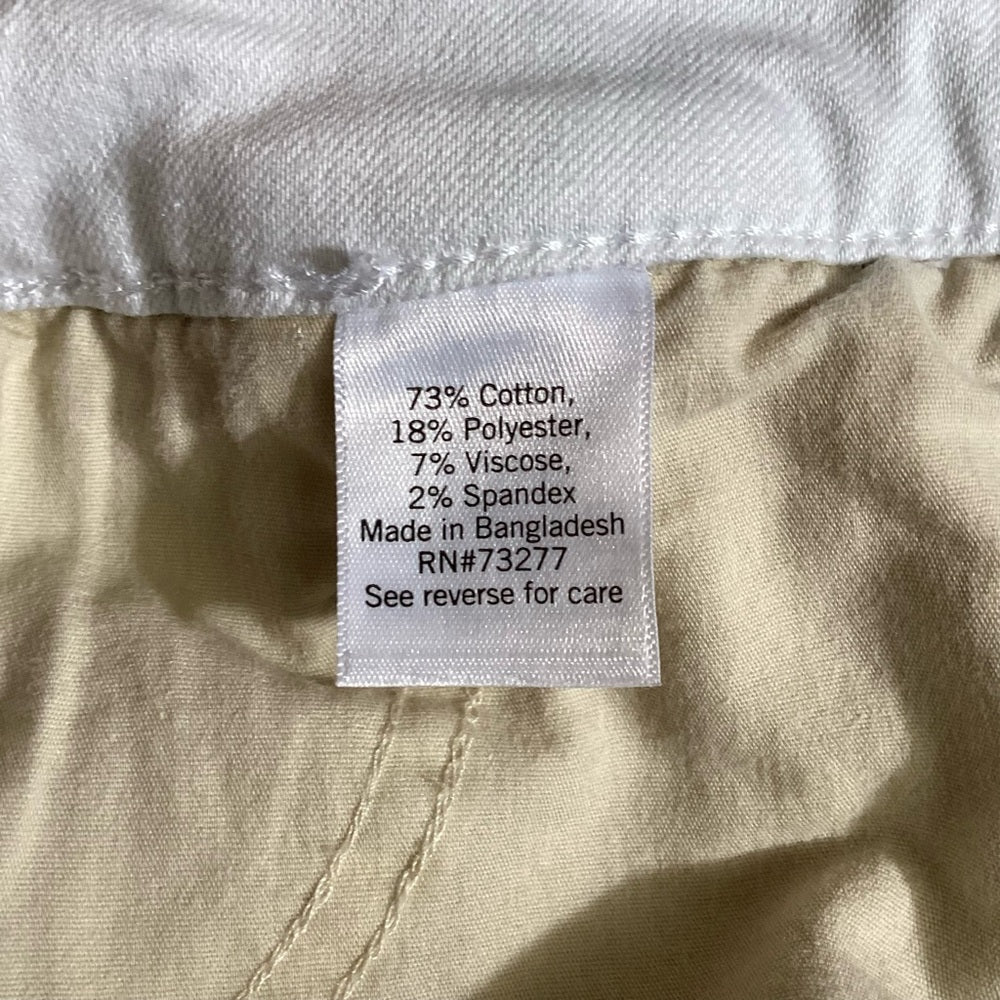 73% Cotton,
18% Polyester,
7% Viscose,
2% Spandex
Made in Bangladesh
RN#73277
See reverse for care